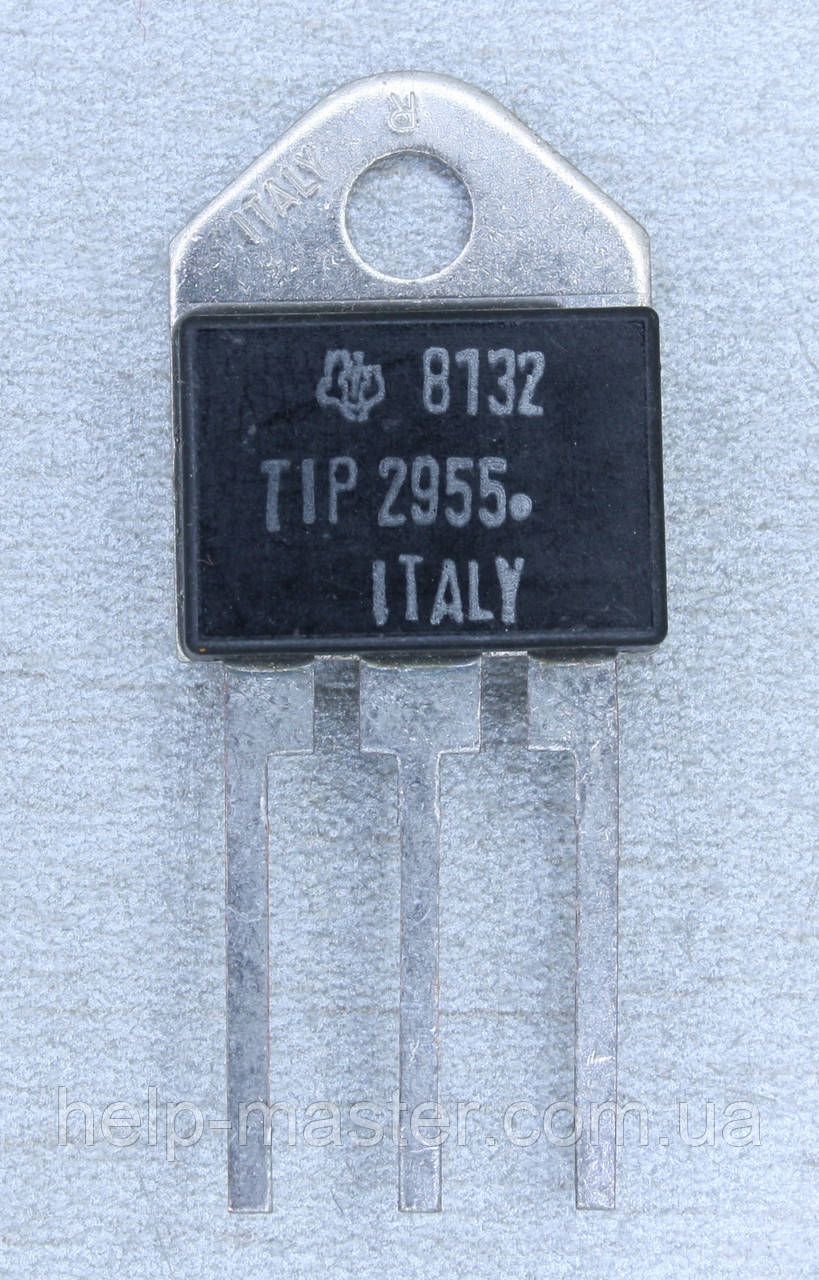 R
ITALY
8132
TIP 2955.
ITALY
help-master.com.ua